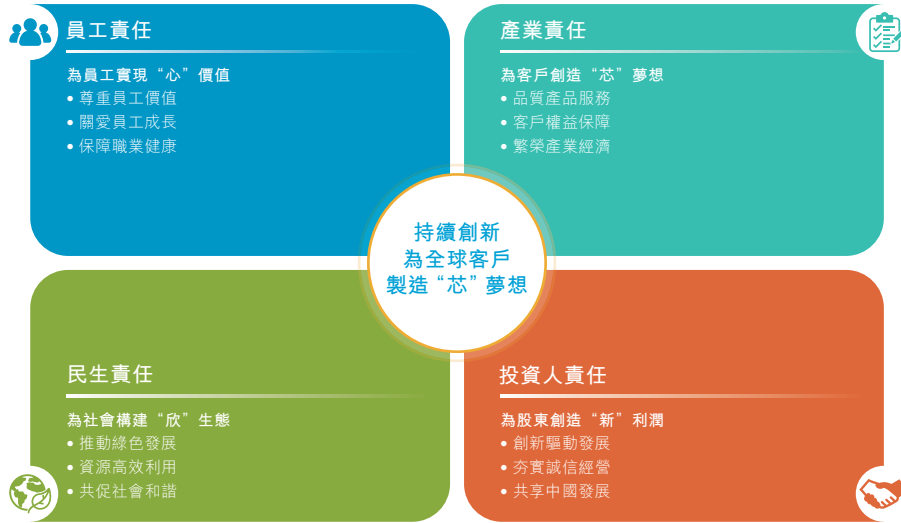 員工責任
為員工實現“心”價值
• 尊重員工價值
• 關愛員工成長
• 保障職業健康
產業責任
為客戶創造“芯”夢想
• 品質產品服務
• 客戶權益保障
• 繁榮產業經濟
持續創新
為全球客戶
製造“芯”夢想
民生責任
為社會構建“欣”生態
• 推動綠色發展
• 資源高效利用
• 共促社會和諧
投資人責任
為股東創造“新”利潤
• 創新驅動發展
• 夯實誠信經營
• 共享中國發展